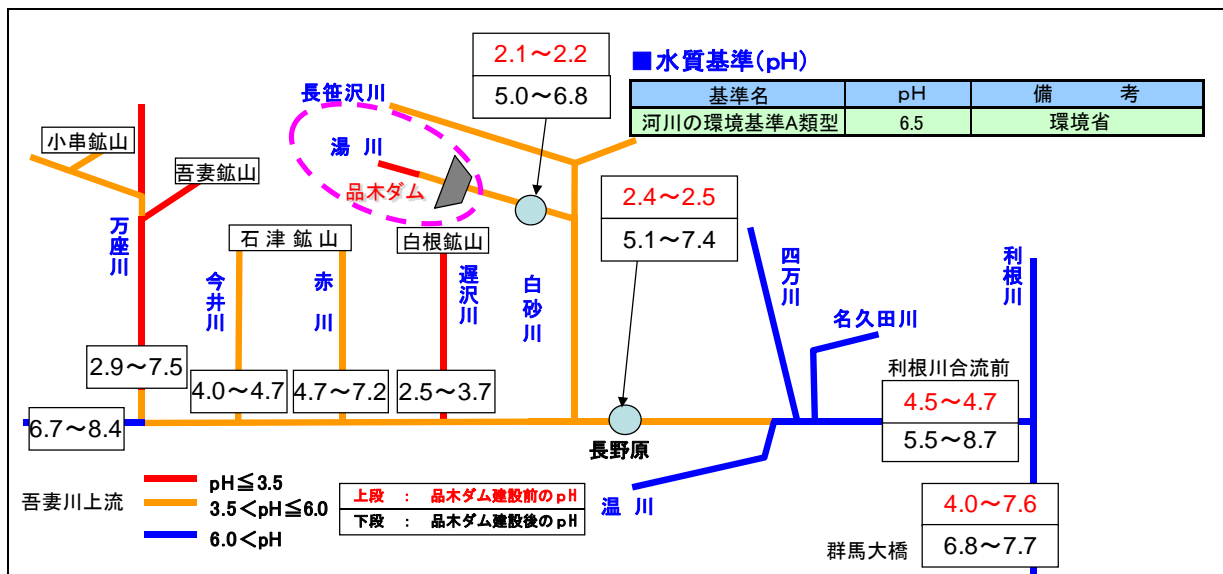 2.1～2.2
5.0～6.8
■水質基準(pH)
基準名 pH 備考
河川の環境基準A類型 6.5 環境省
長笹沢川
湯川
品木ダム
小串鉱山
吾妻鉱山
万座川
石津鉱山
白根鉱山
今井川
赤川
遅沢川
白砂川
2.4～2.5
5.1～7.4
四万川
名久田川
利根川
2.9～7.5
4.0～4.7
4.7～7.2
2.5～3.7
6.7～8.4
長野原
利根川合流前
4.5～4.7
5.5～8.7
温川
吾妻川上流
pH≦3.5
3.5<pH≦6.0
6.0<pH
上段 : 品木ダム建設前のpH
下段 : 品木ダム建設後のpH
群馬大橋
4.0～7.6
6.8～7.7